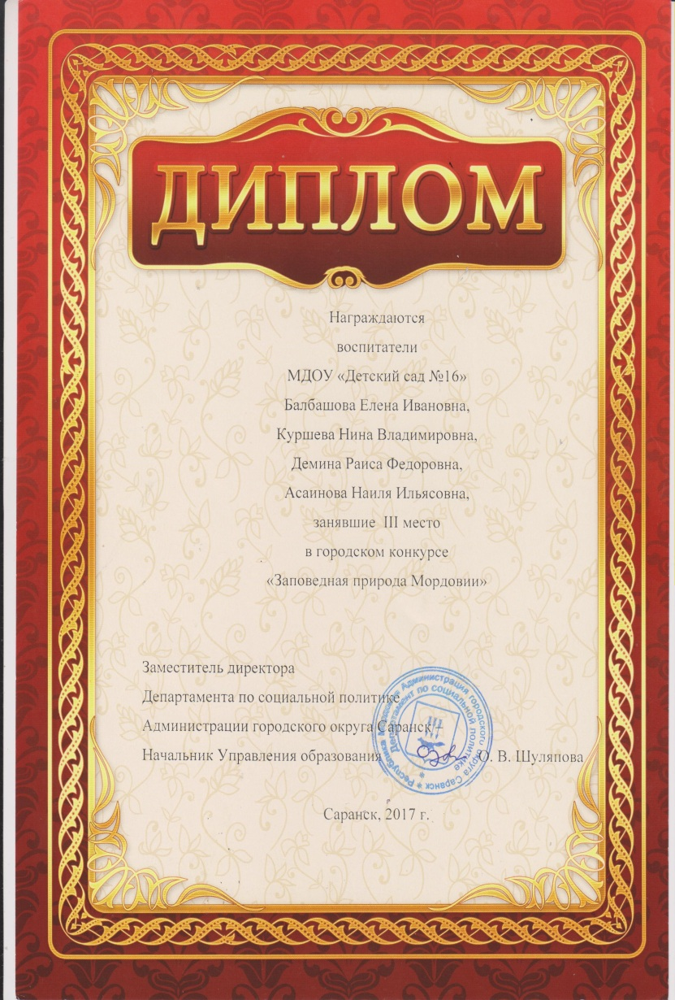 ДИПЛОМ
Награждаются
воспитатели
МДОУ «Детский сад №16»
Балбашова Елена Ивановна,
Куршева Нина Владимировна,
Демина Раиса Федоровна,
Асаинова Наиля Ильясовна,
занявшие III место
в городском конкурсе
«Заповедная природа Мордовии»
Заместитель директора
Департамента по социальной политике
Администрации городского округа Саранск –
Начальник Управления образования О. В. Шуляпова
Республика Мордовия Администрация городского округа Саранск
Департамент по социальной политике
Саранск, 2017 г.